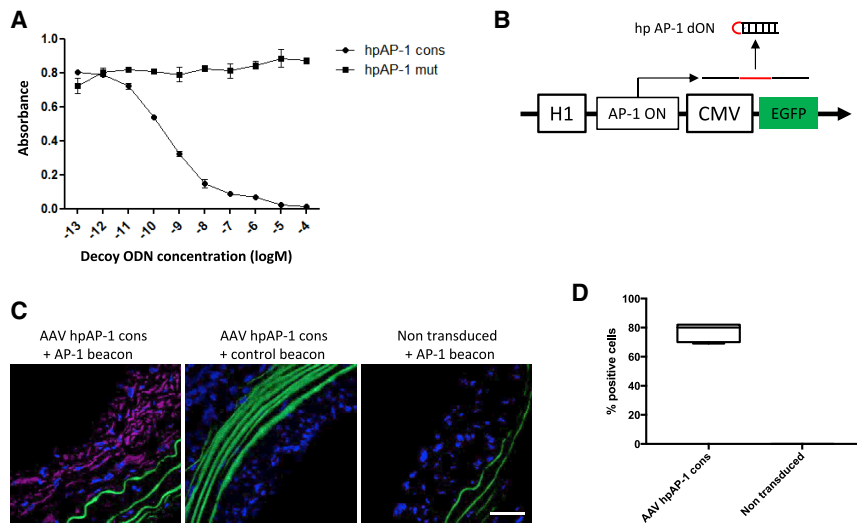 A
Absorbance
1.0
0.8
0.6
0.4
0.2
0.0
-13
-12
-11
-10
-9
-8
-7
-6
-5
-4
Decoy ODN concentration (logM)
hpAP-1 cons
hpAP-1 mut
B
hp AP-1 dON
H1
AP-1 ON
CMV
EGFP
C
AAV hpAP-1 cons
+ AP-1 beacon
AAV hpAP-1 cons
+ control beacon
Non transduced
+ AP-1 beacon
D
% positive cells
100
80
60
40
20
0
AAV hpAP-1 cons
Non transduced